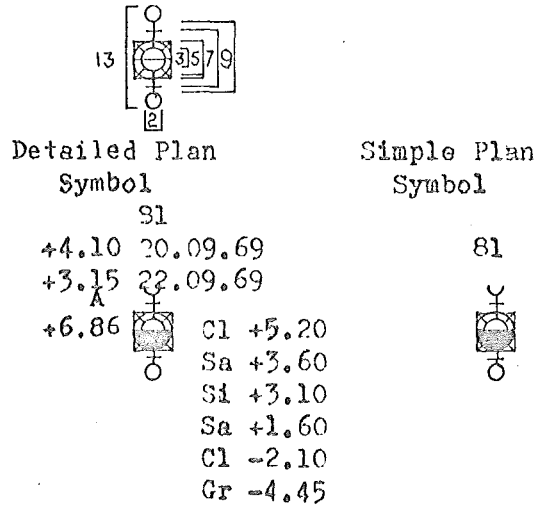 13 3 5 7 9
2
Detailed Plan Symbol
Simple Plan Symbol
81
+4.10 20.09.69
+3.15 22.09.69
A
+6.86
Cl +5.20
Sa +3.60
Si +3.10
Sa +1.60
Cl -2.10
Gr -4.45
81